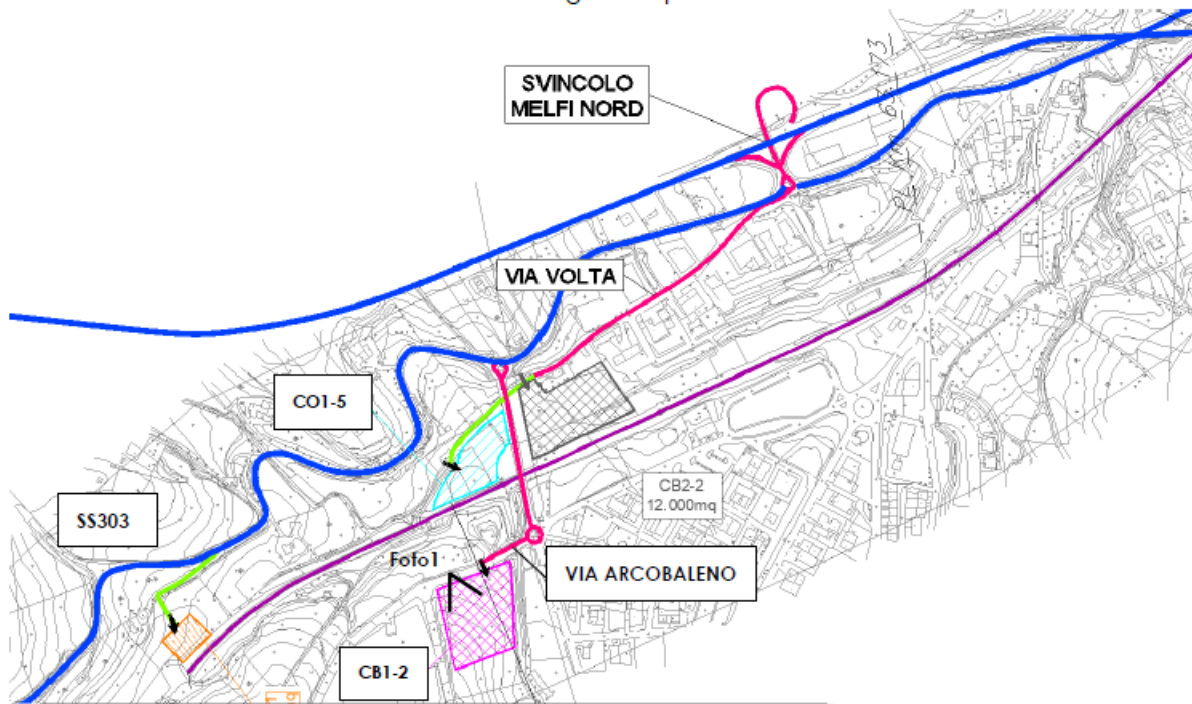 SVINCOLO
MELFI NORD
VIA VOLTA
CO1-5
CB2-2
12.000mq
SS303
Foto1
VIA ARCOBALENO
CB1-2